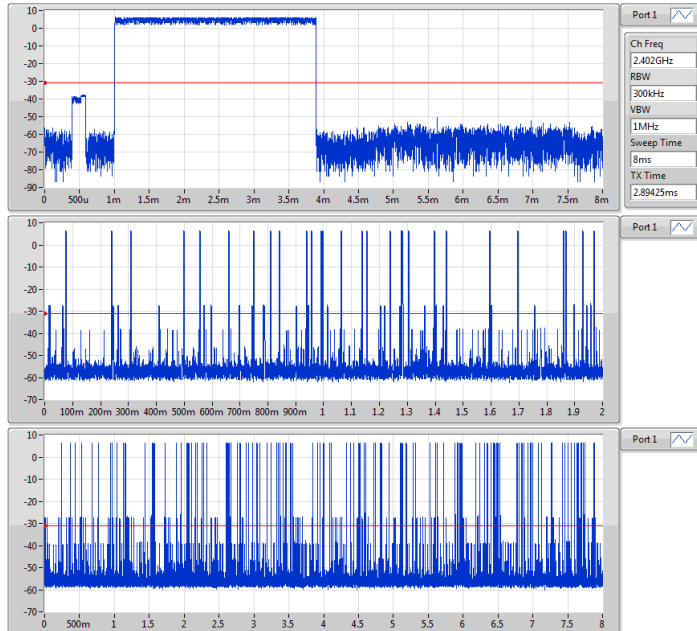 10
0
-10
-20
-30
-40
-50
-60
-70
-80
-90
0 500u 1m 1.5m 2m 2.5m 3m 3.5m 4m 4.5m 5m 5.5m 6m 6.5m 7m 7.5m 8m
Port 1
Ch Freq
2.402GHz
RBW
300kHz
VBW
1MHz
Sweep Time
8ms
TX Time
2.89425ms
10
0
-10
-20
-30
-40
-50
-60
-70
0 100m 200m 300m 400m 500m 600m 700m 800m 900m 1 1.1 1.2 1.3 1.4 1.5 1.6 1.7 1.8 1.9 2
Port 1
10
0
-10
-20
-30
-40
-50
-60
-70
0 500m 1 1.5 2 2.5 3 3.5 4 4.5 5 5.5 6 6.5 7 7.5 8
Port 1